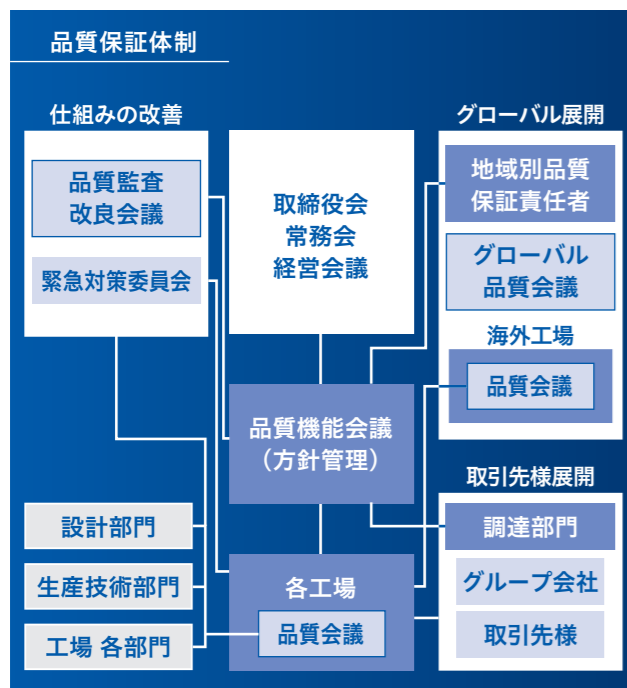 品質保証体制
仕組みの改善
品質監査
改良会議
緊急対策委員会
取締役会
常務会
経営会議
グローバル展開
地域別品質
保証責任者
グローバル
品質会議
海外工場
品質会議
品質機能会議
（方針管理）
取引先様展開
調達部門
グループ会社
取引先様
設計部門
生産技術部門
工場 各部門
各工場
品質会議